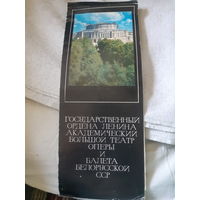 ГОСУДАРСТВЕННЫЙ
ОРДЕНА ЛЕНИНА
АКАДЕМИЧЕСКИЙ
БОЛЬШОЙ ТЕАТР
ОПЕРЫ
И
БАЛЕТА
БЕЛОРУССКОЙ
ССР